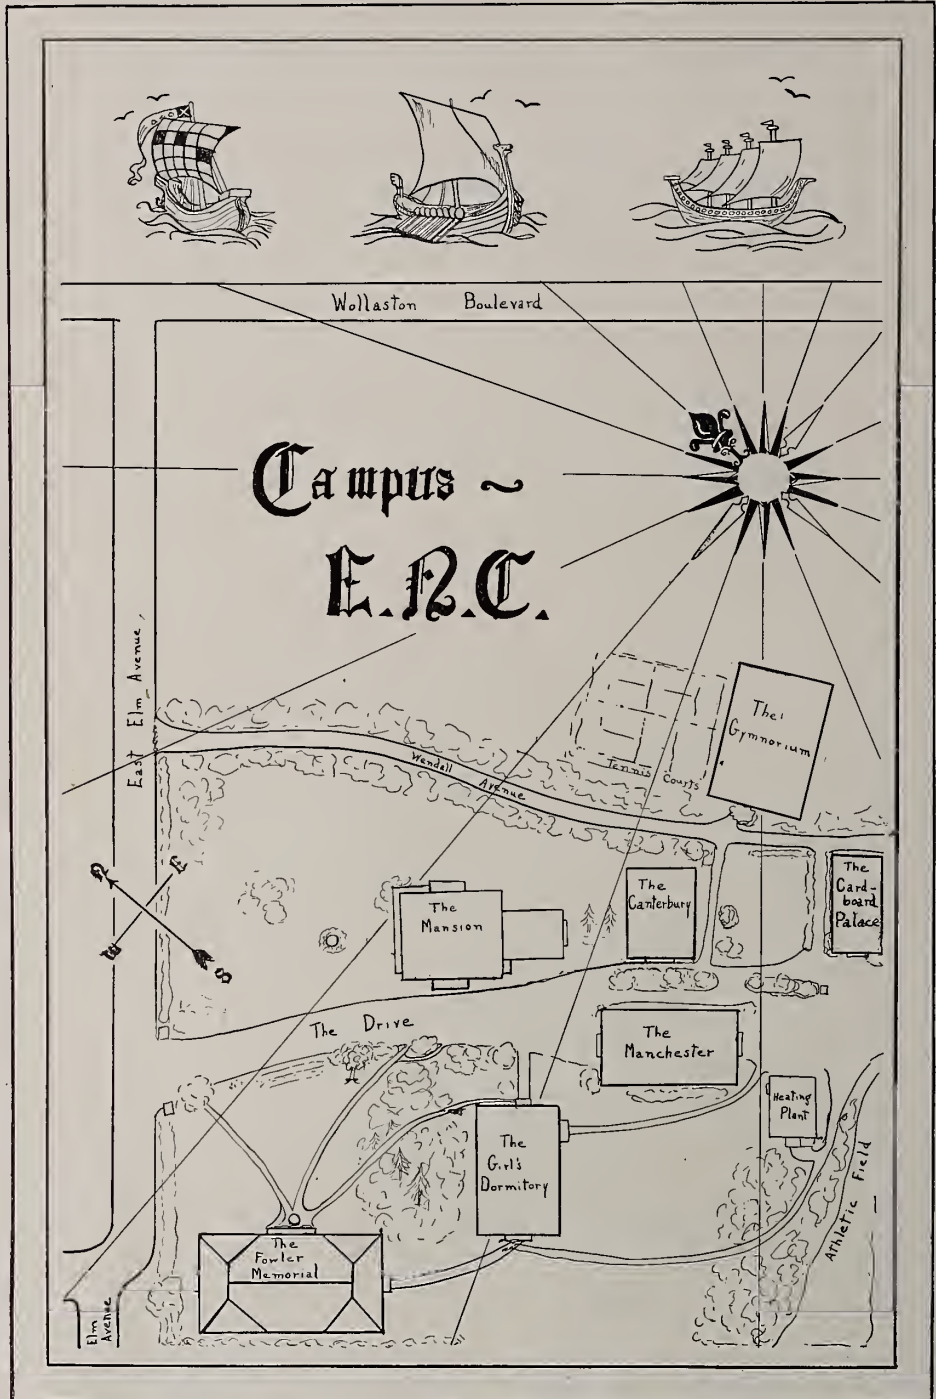 Wollaston Boulevard
Campus ~
E.N.C.
East Elm Avenue
Wendell Avenue
Tennis Courts
The
Gymnorium
N
E
W
S
The
Mansion
The
Canterbury
The
Card-
board
Palace
The Drive
The
Manchester
Heating
Plant
The
Girl's
Dormitory
Athletic Field
The
Fowler
Memorial
Elm
Avenue